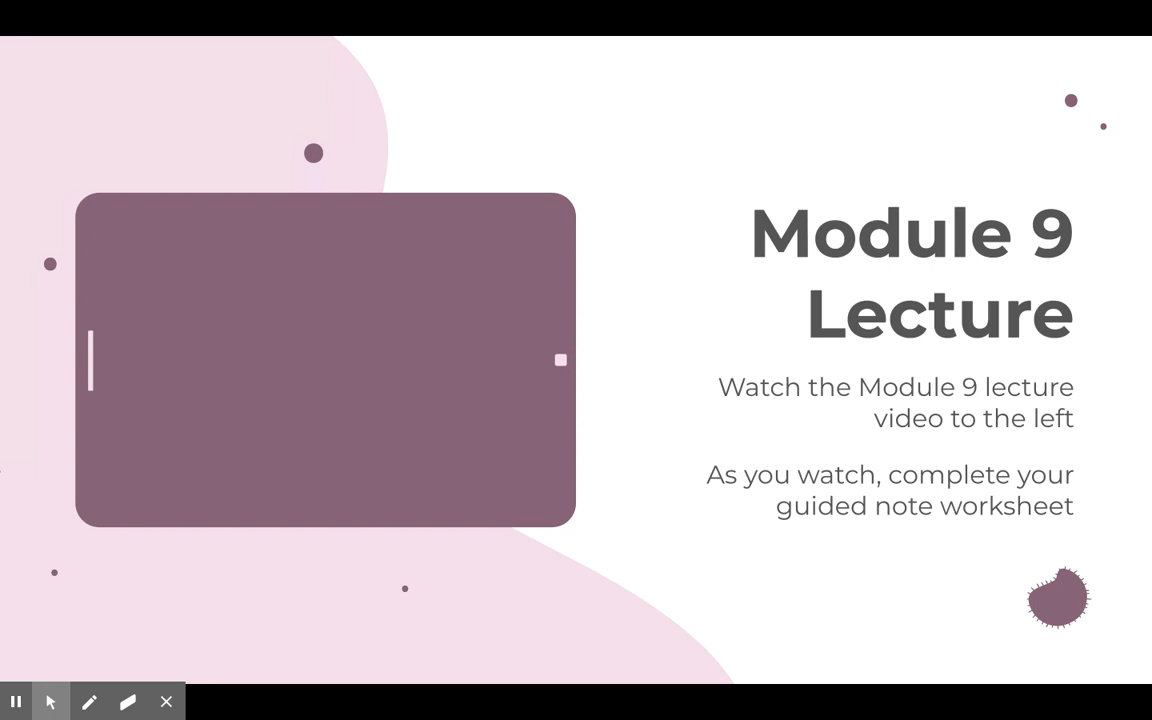 Module 9
Lecture
Watch the Module 9 lecture
video to the left
As you watch, complete your
guided note worksheet